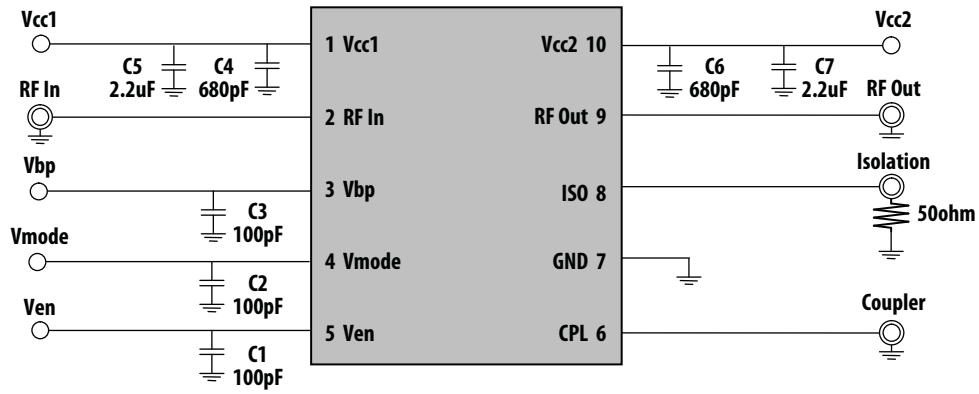 Vcc1
1 Vcc1
C5
2.2uF
C4
680pF
RF In
2 RF In
Vbp
3 Vbp
C3
100pF
Vmode
4 Vmode
C2
100pF
Ven
5 Ven
C1
100pF
Vcc2
Vcc2 10
C6
680pF
C7
2.2uF
RF Out
RF Out 9
Isolation
ISO 8
50ohm
GND 7
Coupler
CPL 6